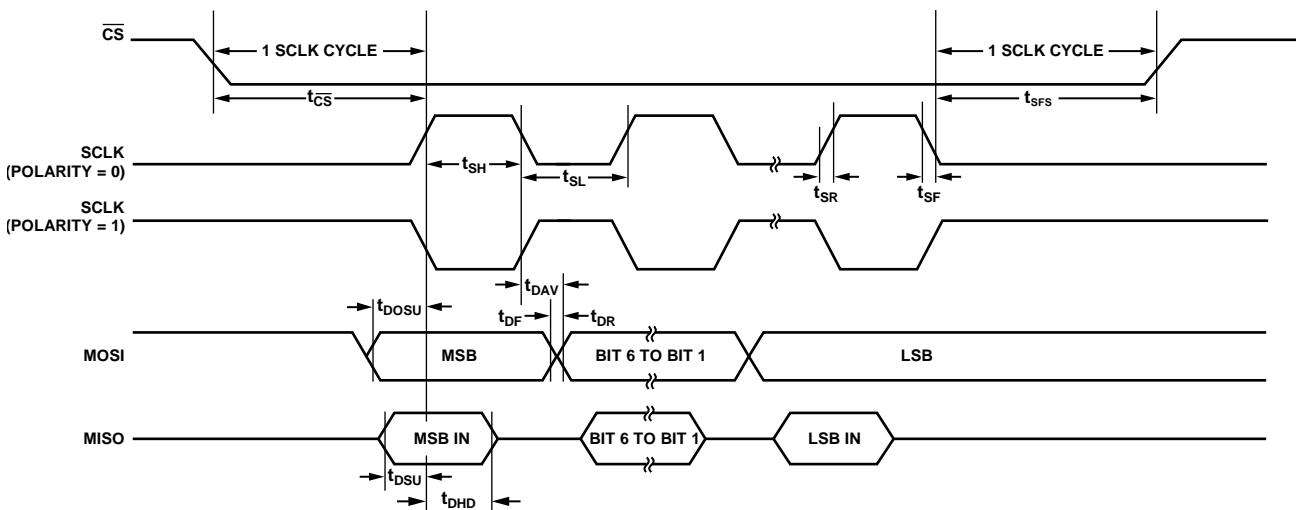 CS
1 SCLK CYCLE
1 SCLK CYCLE
tCS
tSFS
SCLK
(POLARITY = 0)
tSH
tSL
tSR
tSF
SCLK
(POLARITY = 1)
tDAV
tDOSU
tDF
tDR
MOSI
MSB
BIT 6 TO BIT 1
LSB
MISO
MSB IN
BIT 6 TO BIT 1
LSB IN
tDSU
tDHD